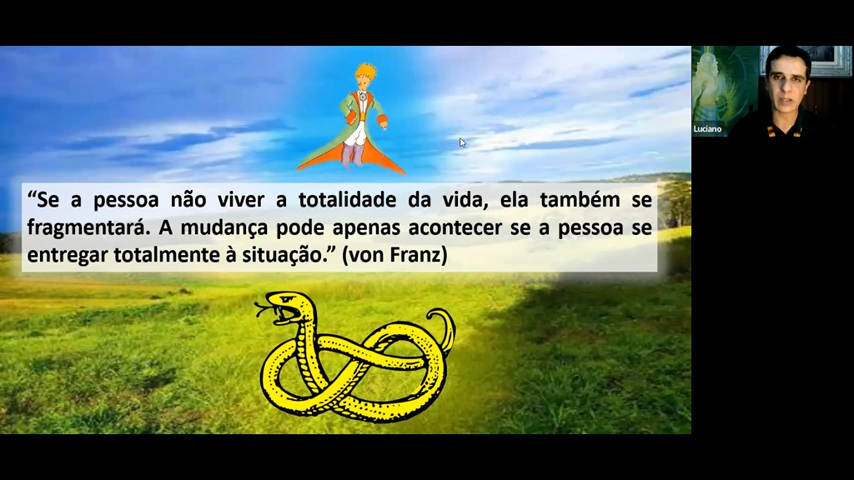 “Se a pessoa não viver a totalidade da vida, ela também se
fragmentará. A mudança pode apenas acontecer se a pessoa se
entregar totalmente à situação.” (von Franz)
Luciano